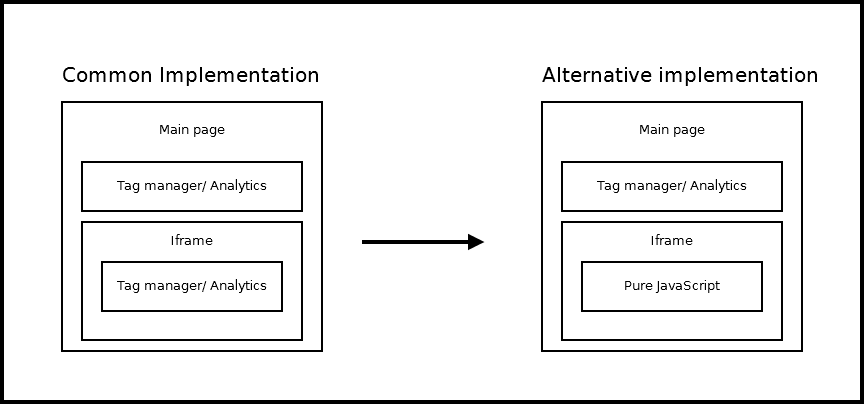 Common Implementation
Main page
Tag manager/ Analytics
Iframe
Tag manager/ Analytics
Alternative implementation
Main page
Tag manager/ Analytics
Iframe
Pure JavaScript